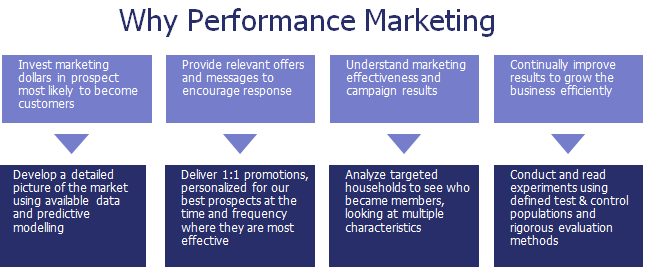 Why Performance Marketing
Invest marketing
dollars in prospect
most likely to become
customers
Provide relevant offers
and messages to
encourage response
Understand marketing
effectiveness and
campaign results
Continually improve
results to grow the
business efficiently
Develop a detailed
picture of the market
using available data
and predictive
modelling
Deliver 1:1 promotions,
personalized for our
best prospects at the
time and frequency
where they are most
effective
Analyze targeted
households to see who
became members,
looking at multiple
characteristics
Conduct and read
experiments using
defined test & control
populations and
rigorous evaluation
methods